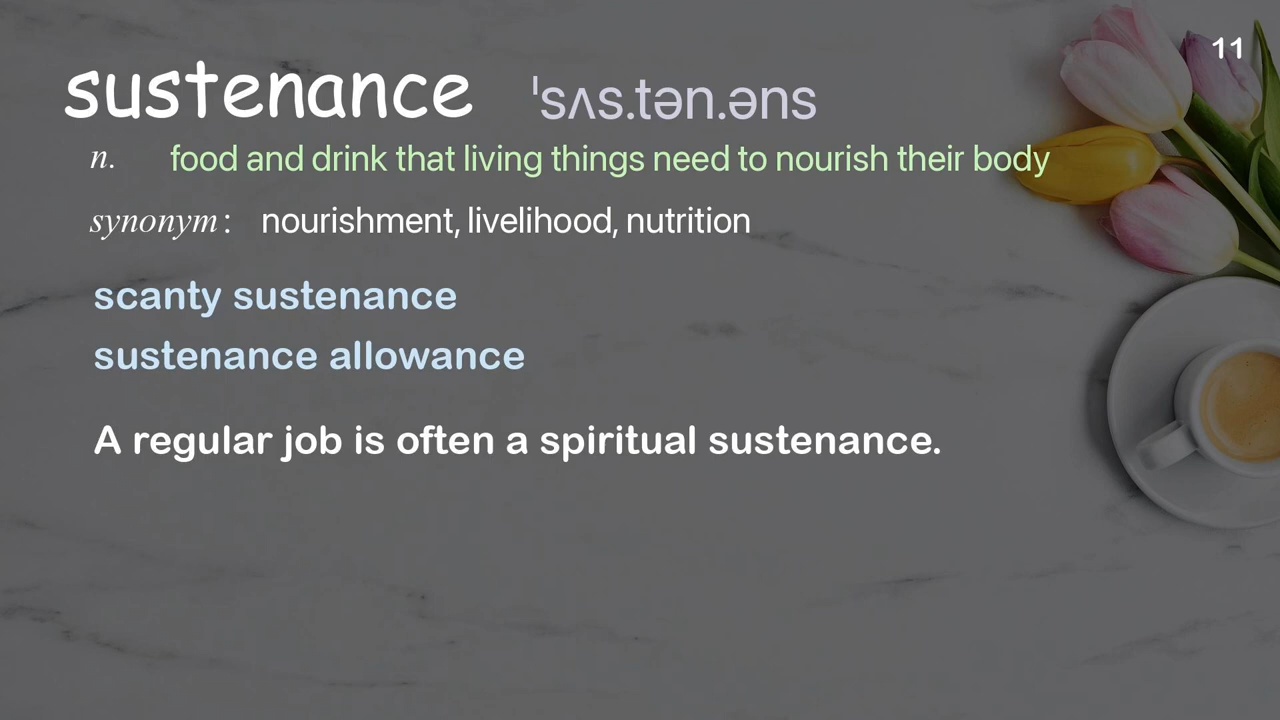 11
sustenance ˈsʌs.tən.əns
n. food and drink that living things need to nourish their body
synonym: nourishment, livelihood, nutrition
scanty sustenance
sustenance allowance
A regular job is often a spiritual sustenance.